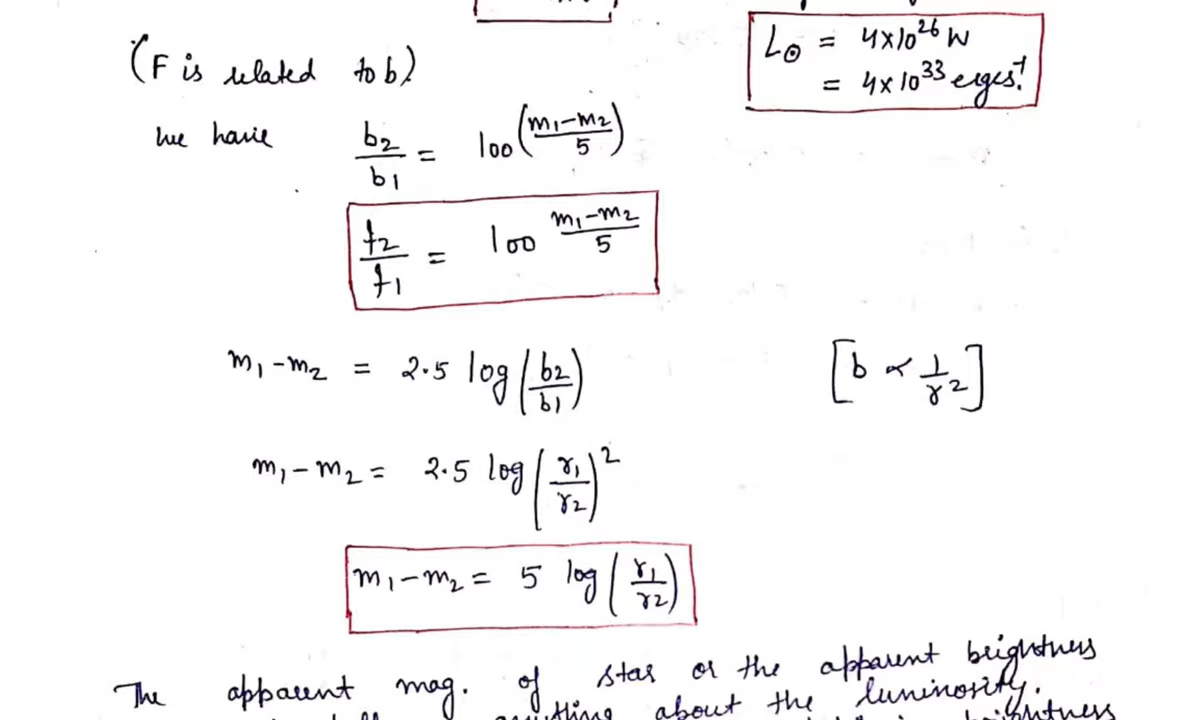 L⊙ = 4×10^26 W
= 4×10^33 ergs^-1.
(F is related to b)
we have b2/b1 = 100^((m1-m2)/5)
f2/f1 = 100^((m1-m2)/5)
m1-m2 = 2.5 log(b2/b1)
[b ∝ 1/r^2]
m1-m2 = 2.5 log(r1/r2)^2
m1-m2 = 5 log(r1/r2)
The apparent mag. of star or the apparent brightness
anything about the luminosity.
brightness